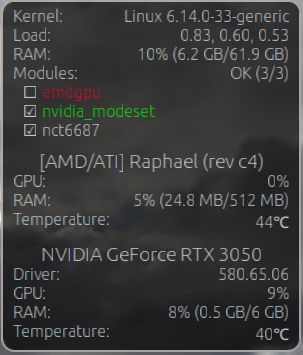 Kernel: Linux 6.14.0-33-generic
Load: 0.83, 0.60, 0.53
RAM: 10% (6.2 GB/61.9 GB)
Modules: OK (3/3)
☐ amdgpu
☑ nvidia_modeset
☑ nct6687
[AMD/ATI] Raphael (rev c4)
GPU: 0%
RAM: 5% (24.8 MB/512 MB)
Temperature: 44°C
NVIDIA GeForce RTX 3050
Driver: 580.65.06
GPU: 9%
RAM: 8% (0.5 GB/6 GB)
Temperature: 40°C